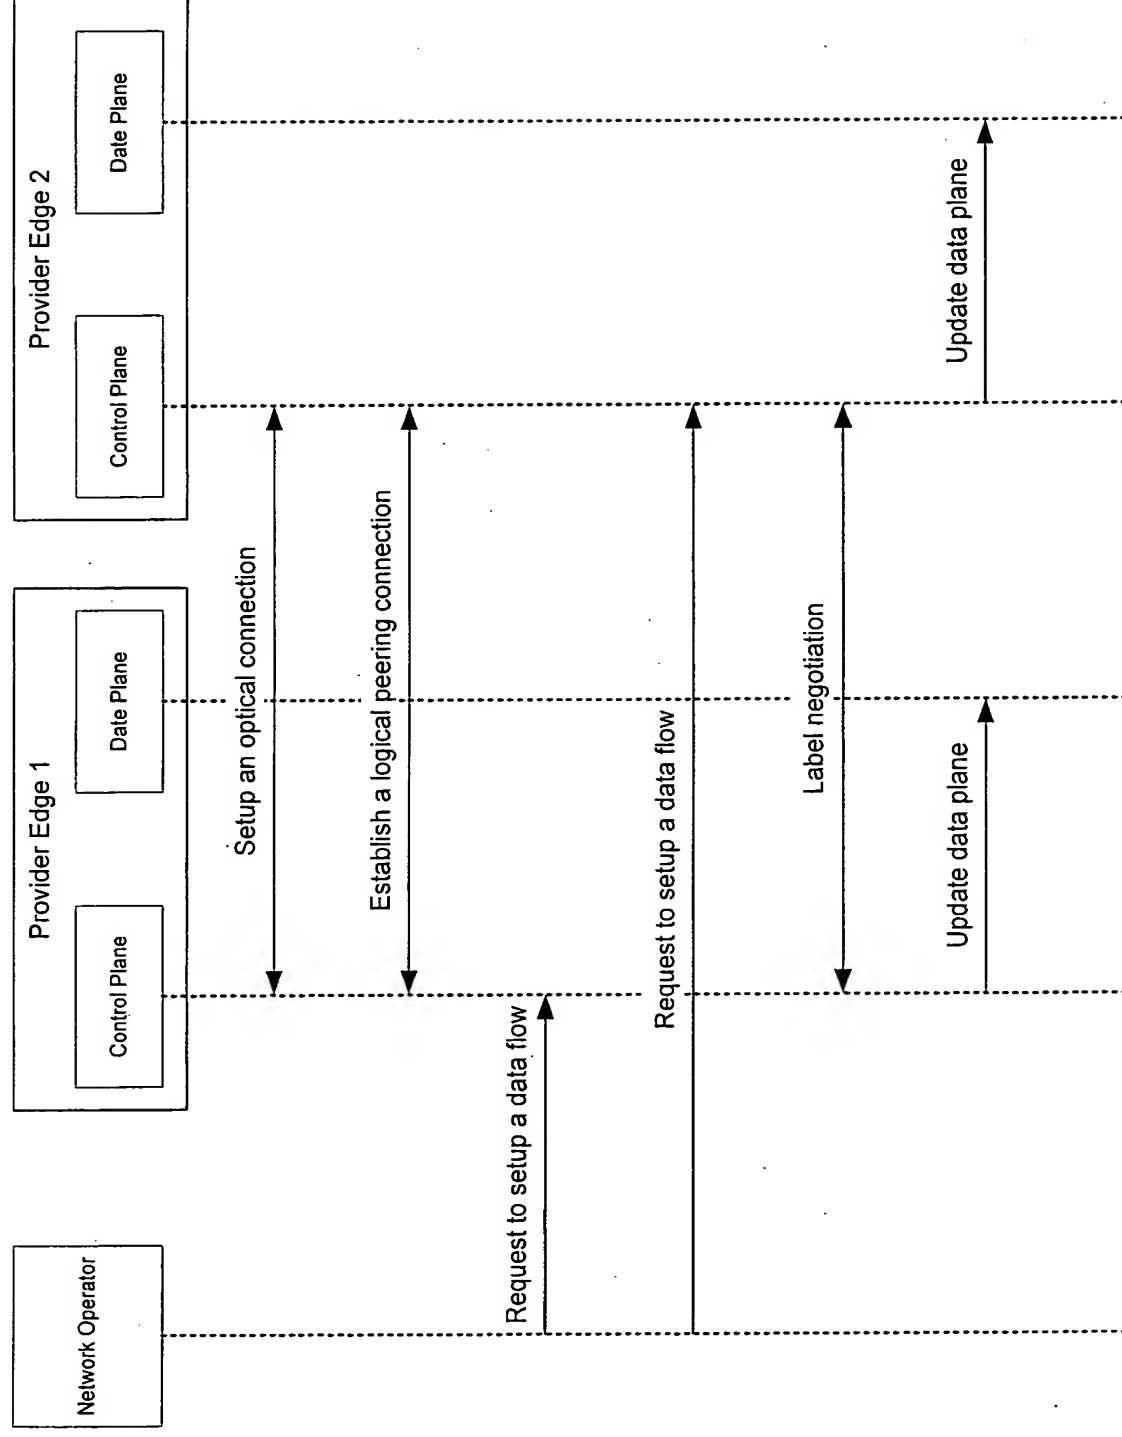 Network Operator
Provider Edge 1
Control Plane
Date Plane
Provider Edge 2
Control Plane
Date Plane
Setup an optical connection
Establish a logical peering connection
Request to setup a data flow
Request to setup a data flow
Label negotiation
Update data plane
Update data plane